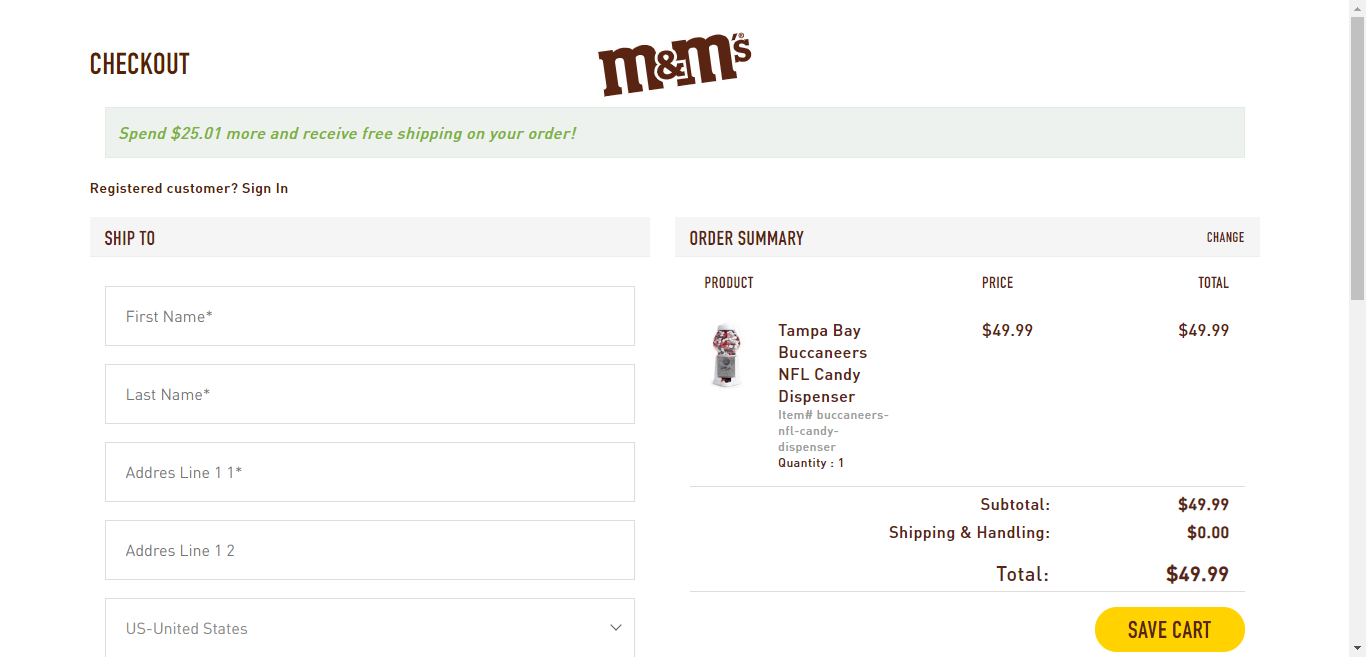 CHECKOUT
m&m's®
Spend $25.01 more and receive free shipping on your order!
Registered customer? Sign In
SHIP TO
First Name*
Last Name*
Addres Line 1 1*
Addres Line 1 2
US-United States
ORDER SUMMARY CHANGE
PRODUCT PRICE TOTAL
Tampa Bay $49.99 $49.99
Buccaneers
NFL Candy
Dispenser
Item# buccaneers-
nfl-candy-
dispenser
Quantity : 1
Subtotal: $49.99
Shipping & Handling: $0.00
Total: $49.99
SAVE CART